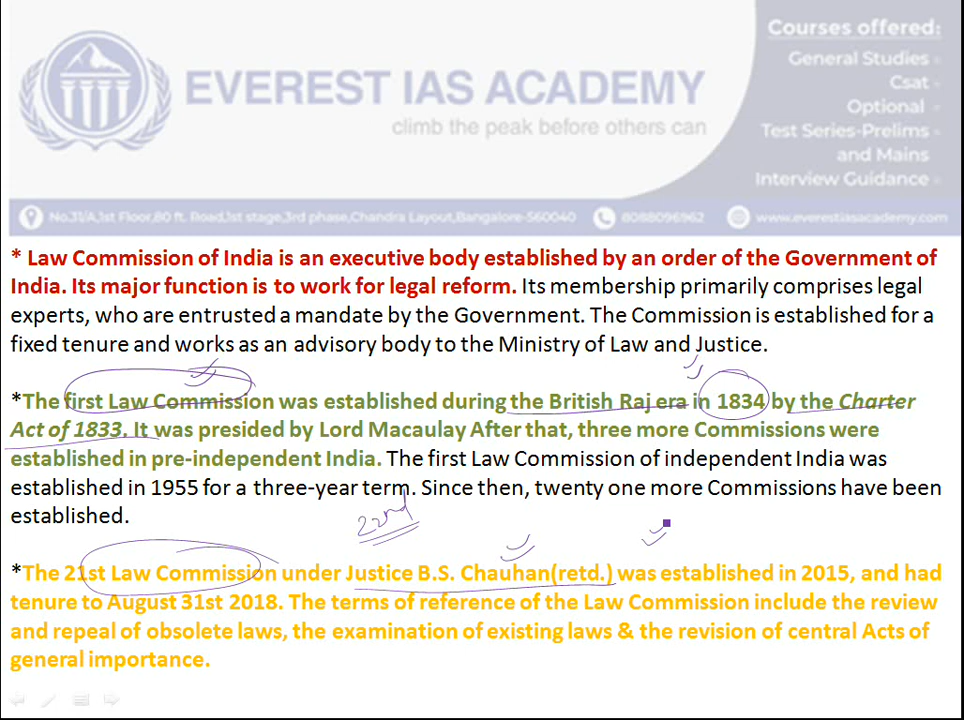 Courses offered:
General Studies -
Csat -
Optional -
Test Series-Prelims -
and Mains
Interview Guidance -
EVEREST IAS ACADEMY
climb the peak before others can
No.31/A,1st Floor,80 ft. Road,1st stage,3rd phase,Chandra Layout,Bangalore-560040 8088096962 www.everestiasacademy.com
* Law Commission of India is an executive body established by an order of the Government of
India. Its major function is to work for legal reform. Its membership primarily comprises legal
experts, who are entrusted a mandate by the Government. The Commission is established for a
fixed tenure and works as an advisory body to the Ministry of Law and Justice.
*The first Law Commission was established during the British Raj era in 1834 by the Charter
Act of 1833. It was presided by Lord Macaulay After that, three more Commissions were
established in pre-independent India. The first Law Commission of independent India was
established in 1955 for a three-year term. Since then, twenty one more Commissions have been
established.
22nd
*The 21st Law Commission under Justice B.S. Chauhan(retd.) was established in 2015, and had
tenure to August 31st 2018. The terms of reference of the Law Commission include the review
and repeal of obsolete laws, the examination of existing laws & the revision of central Acts of
general importance.